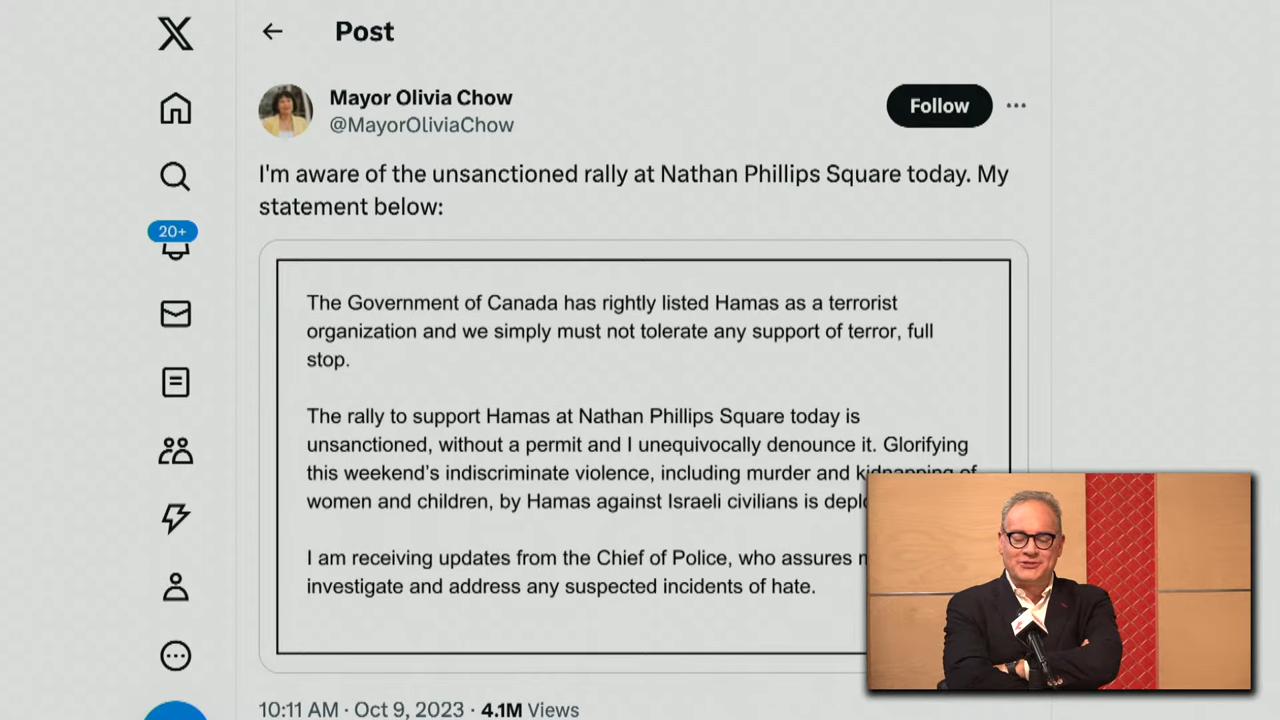 Post
Mayor Olivia Chow
@MayorOliviaChow
Follow
I'm aware of the unsanctioned rally at Nathan Phillips Square today. My
statement below:
20+
The Government of Canada has rightly listed Hamas as a terrorist
organization and we simply must not tolerate any support of terror, full
stop.
The rally to support Hamas at Nathan Phillips Square today is
unsanctioned, without a permit and I unequivocally denounce it. Glorifying
this weekend's indiscriminate violence, including murder and kidnapping of
women and children, by Hamas against Israeli civilians is
I am receiving updates from the Chief of Police, who assures
investigate and address any suspected incidents of hate.
10:11 AM · Oct 9, 2023 · 4.1M Views